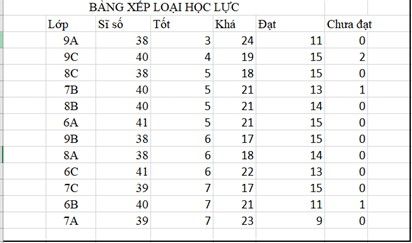 BẢNG XẾP LOẠI HỌC LỰC
Lớp Sĩ số Tốt Khá Đạt Chưa đạt
9A 38 3 24 11 0
9C 40 4 19 15 2
8C 38 5 18 15 0
7B 40 5 21 13 1
8B 40 5 21 14 0
6A 41 5 21 15 0
9B 38 6 17 15 0
8A 38 6 18 14 0
6C 41 6 22 13 0
7C 39 7 17 15 0
6B 40 7 21 11 1
7A 39 7 23 9 0